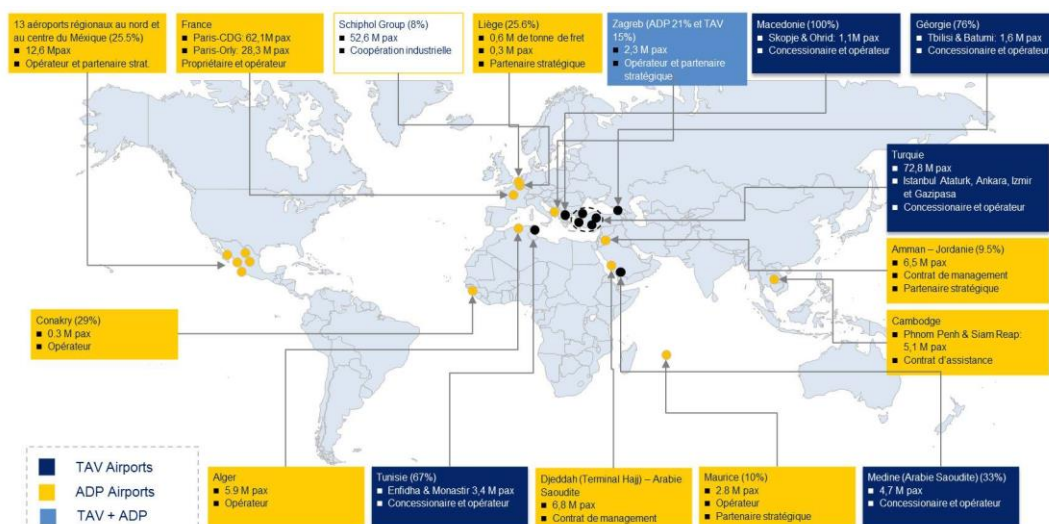 13 aéroports régionaux au nord et
au centre du Méxique (25.5%)
■ 12,6 Mpax
■ Opérateur et partenaire strat.
France
■ Paris-CDG: 62,1M pax
■ Paris-Orly: 28,3 M pax
Propriétaire et opérateur
Schiphol Group (8%)
■ 52,6 M pax
■ Coopération industrielle
Liège (25.6%)
■ 0,6 M de tonne de fret
■ 0,3 M pax
■ Partenaire stratégique
Zagreb (ADP 21% et TAV
15%)
■ 2,3 M pax
■ Opérateur et partenaire
stratégique
Macedonie (100%)
■ Skopje & Ohrid: 1,1M pax
■ Concessionaire et opérateur
Géorgie (76%)
■ Tbilisi & Batumi: 1,6 M pax
■ Concessionaire et opérateur
Turquie
■ 72,8 M pax
■ Istanbul Ataturk, Ankara, Izmir
et Gazipasa
■ Concessionaire et opérateur
Amman – Jordanie (9.5%)
■ 6,5 M pax
■ Contrat de management
■ Partenaire stratégique
Cambodge
■ Phnom Penh & Siam Reap:
5,1 M pax
■ Contrat d'assistance
Conakry (29%)
■ 0.3 M pax
■ Opérateur
TAV Airports
ADP Airports
TAV + ADP
Alger
■ 5.9 M pax
■ Opérateur
Tunisie (67%)
■ Enfidha & Monastir 3,4 M pax
■ Concessionaire et opérateur
Djeddah (Terminal Hajj) – Arabie
Saoudite
■ 6,8 M pax
■ Contrat de management
Maurice (10%)
■ 2.8 M pax
■ Opérateur
■ Partenaire stratégique
Medine (Arabie Saoudite) (33%)
■ 4,7 M pax
■ Concessionaire et opérateur